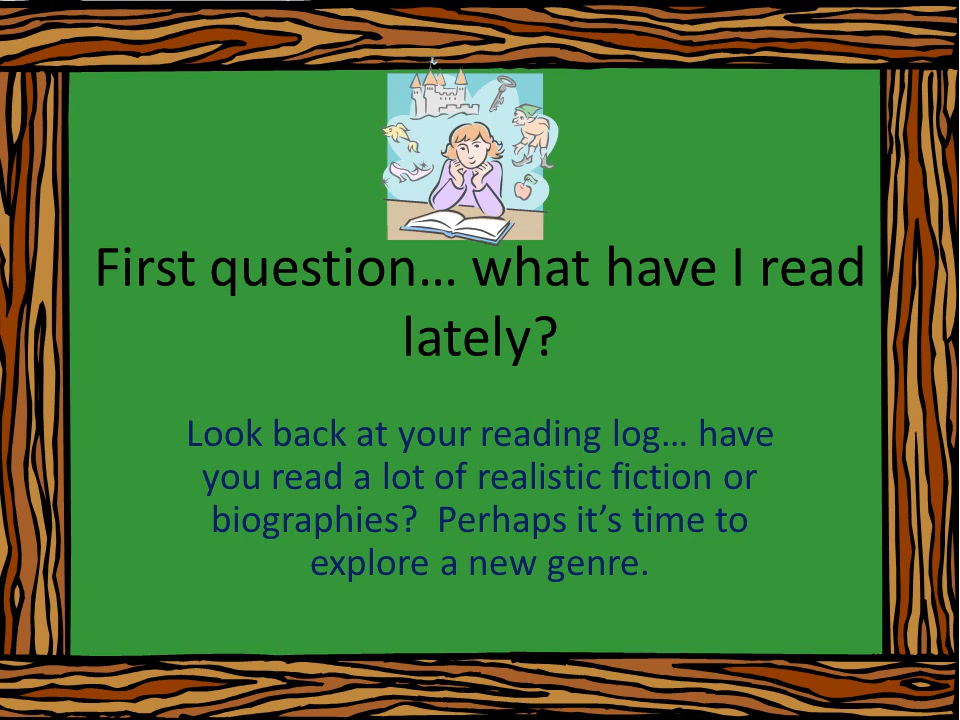 First question… what have I read
lately?
Look back at your reading log… have
you read a lot of realistic fiction or
biographies?  Perhaps it’s time to
explore a new genre.